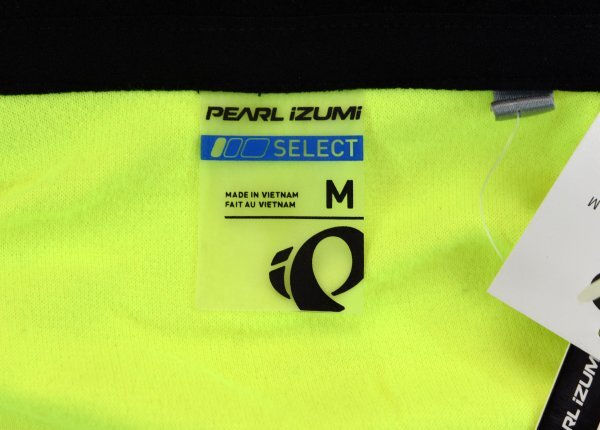 PEARL iZUMi
SELECT
MADE IN VIETNAM
FAIT AU VIETNAM
M
M
PEARL iZUMi